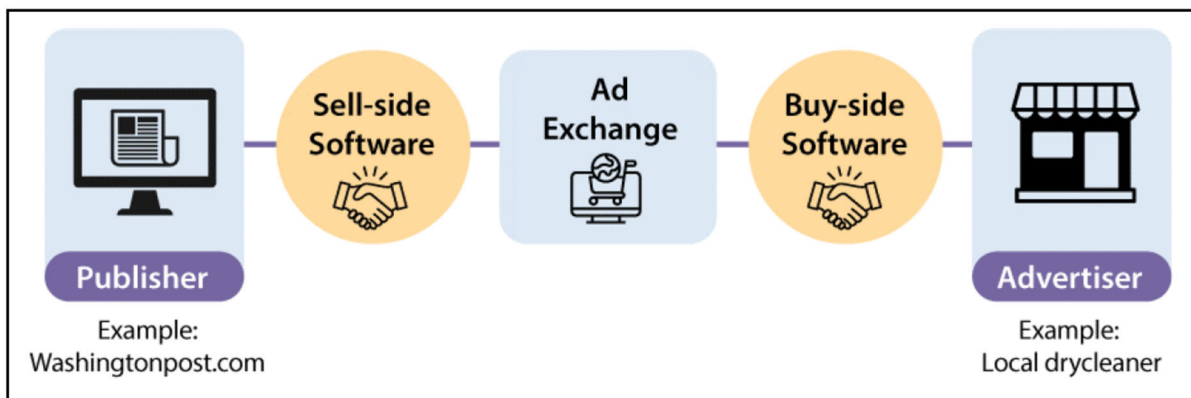 Sell-side
Software
Ad
Exchange
Buy-side
Software
Publisher
Advertiser
Example:
Washingtonpost.com
Example:
Local drycleaner